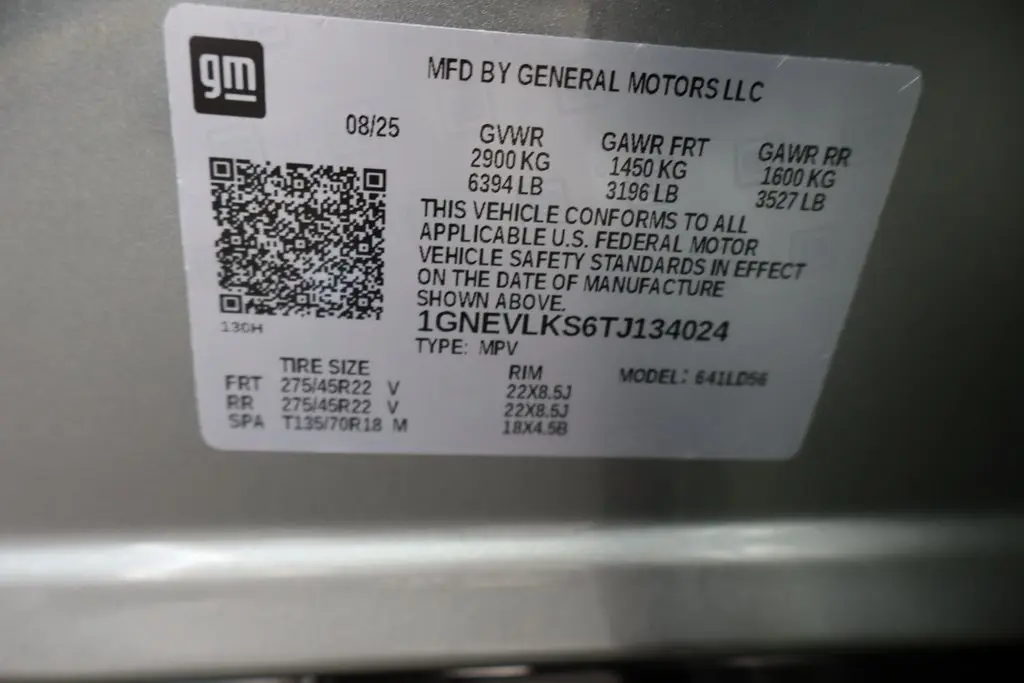 gm
MFD BY GENERAL MOTORS LLC
08/25
GVWR
2900 KG
6394 LB
GAWR FRT
1450 KG
3196 LB
GAWR RR
1600 KG
3527 LB
THIS VEHICLE CONFORMS TO ALL
APPLICABLE U.S. FEDERAL MOTOR
VEHICLE SAFETY STANDARDS IN EFFECT
ON THE DATE OF MANUFACTURE
SHOWN ABOVE.
1GNEVLKS6TJ134024
TYPE: MPV
130H
TIRE SIZE RIM MODEL: 641LD56
FRT 275/45R22 V 22X8.5J
RR 275/45R22 V 22X8.5J
SPA T135/70R18 M 18X4.5B